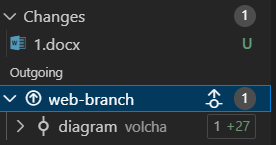 Changes 1
1.docx U
Outgoing
web-branch 1
diagram volcha 1 +27